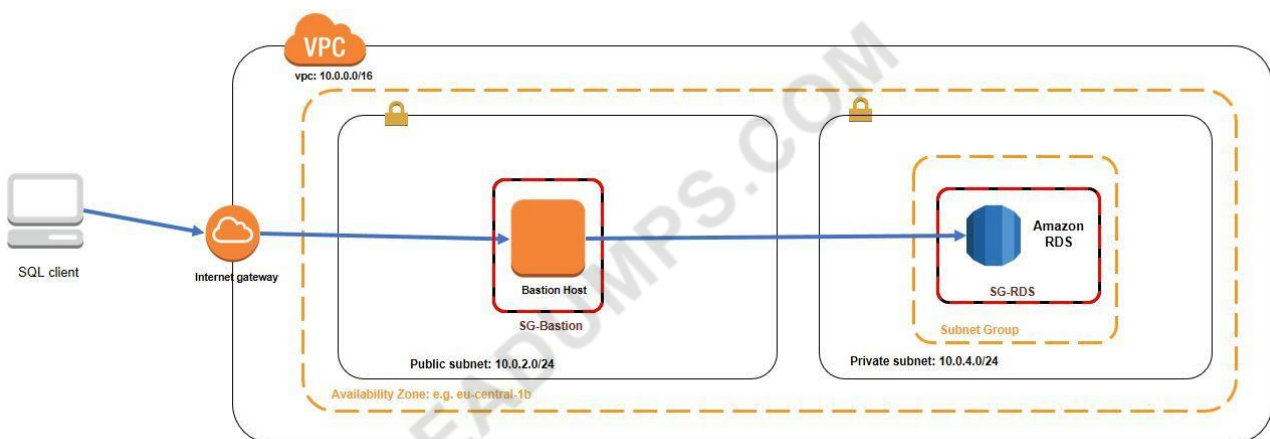 VPC
vpc: 10.0.0.0/16
SQL client
Internet gateway
Bastion Host
SG-Bastion
Public subnet: 10.0.2.0/24
Availability Zone: e.g. eu-central-1b
Amazon
RDS
SG-RDS
Subnet Group
Private subnet: 10.0.4.0/24
EADUMPS.COM